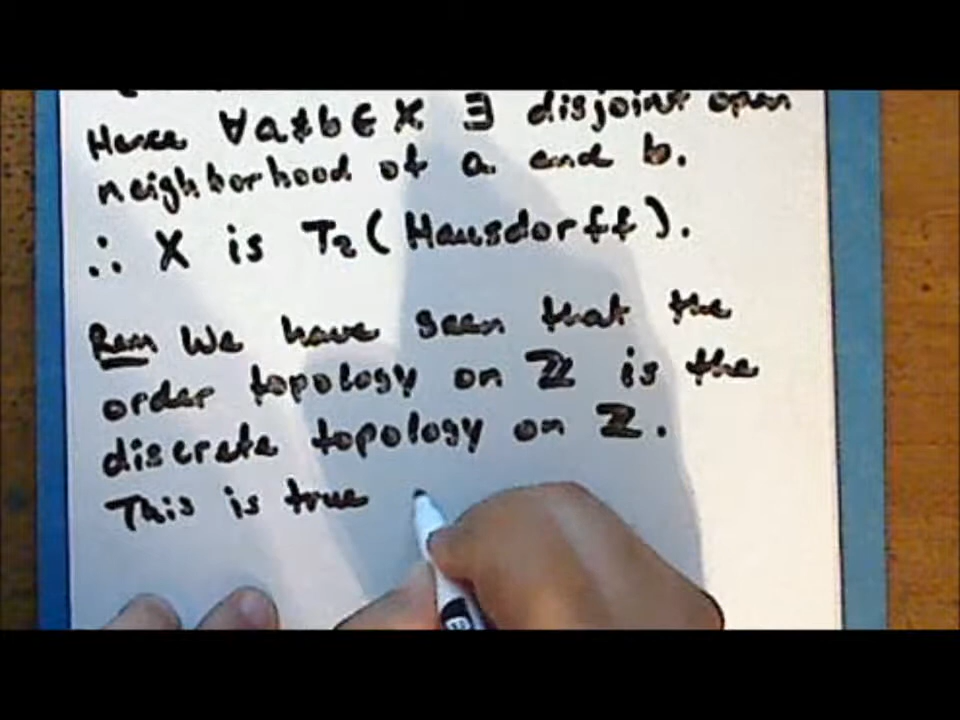 Hence ∀a≠b∈X ∃ disjoint open
neighborhood of a and b.
∴ X is T₂ (Hausdorff).
Rem We have seen that the
order topology on ℤ is the
discrete topology on ℤ.
This is true